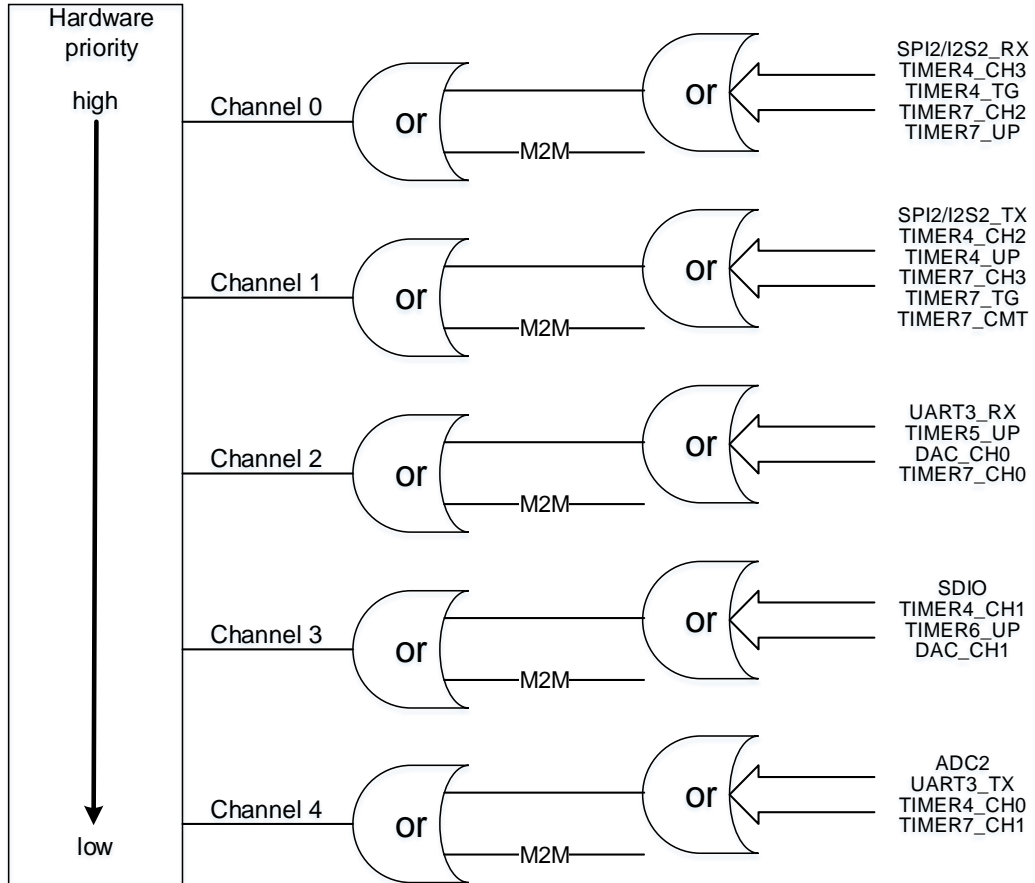 Hardware
priority
high
low
Channel 0
or
M2M
or
SPI2/I2S2_RX
TIMER4_CH3
TIMER4_TG
TIMER7_CH2
TIMER7_UP
Channel 1
or
M2M
or
SPI2/I2S2_TX
TIMER4_CH2
TIMER4_UP
TIMER7_CH3
TIMER7_TG
TIMER7_CMT
Channel 2
or
M2M
or
UART3_RX
TIMER5_UP
DAC_CH0
TIMER7_CH0
Channel 3
or
M2M
or
SDIO
TIMER4_CH1
TIMER6_UP
DAC_CH1
Channel 4
or
M2M
or
ADC2
UART3_TX
TIMER4_CH0
TIMER7_CH1